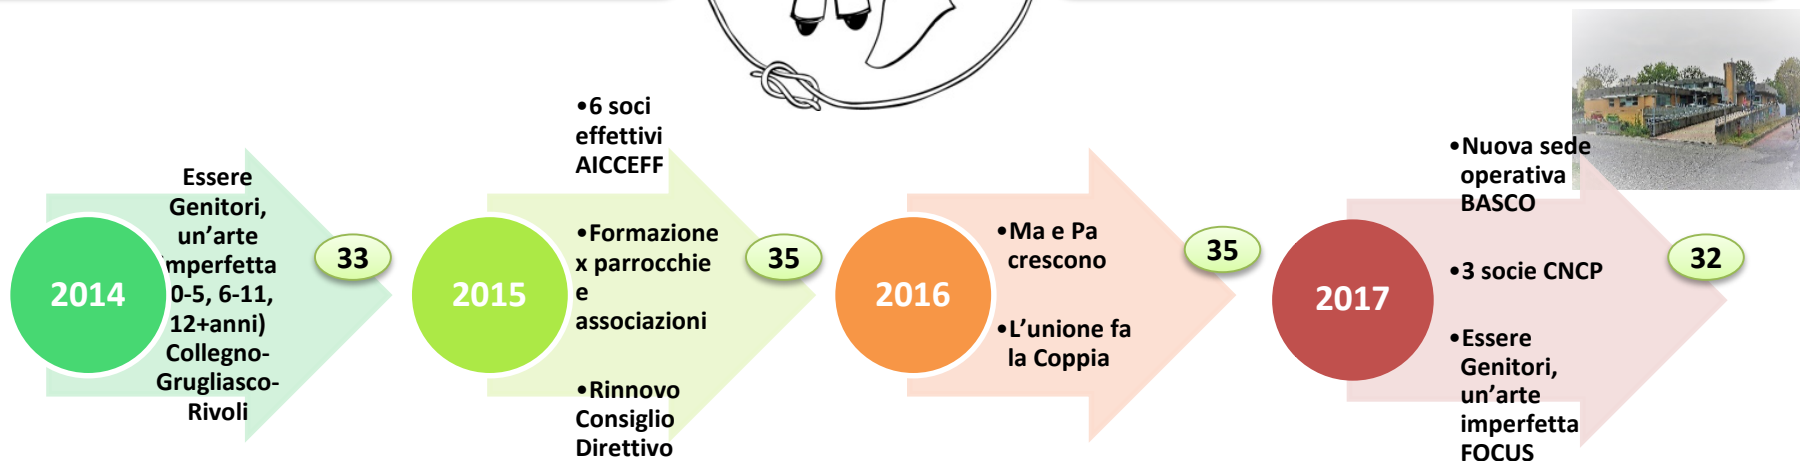 2014
Essere
Genitori,
un’arte
imperfetta
0-5, 6-11,
12+anni)
Collegno-
Grugliasco-
Rivoli
33
2015
•6 soci
effettivi
AICCEFF
•Formazione
x parrocchie
e
associazioni
•Rinnovo
Consiglio
Direttivo
35
2016
•Ma e Pa
crescono
•L’unione fa
la Coppia
35
2017
•Nuova sede
operativa
BASCO
•3 socie CNCP
•Essere
Genitori,
un’arte
imperfetta
FOCUS
32